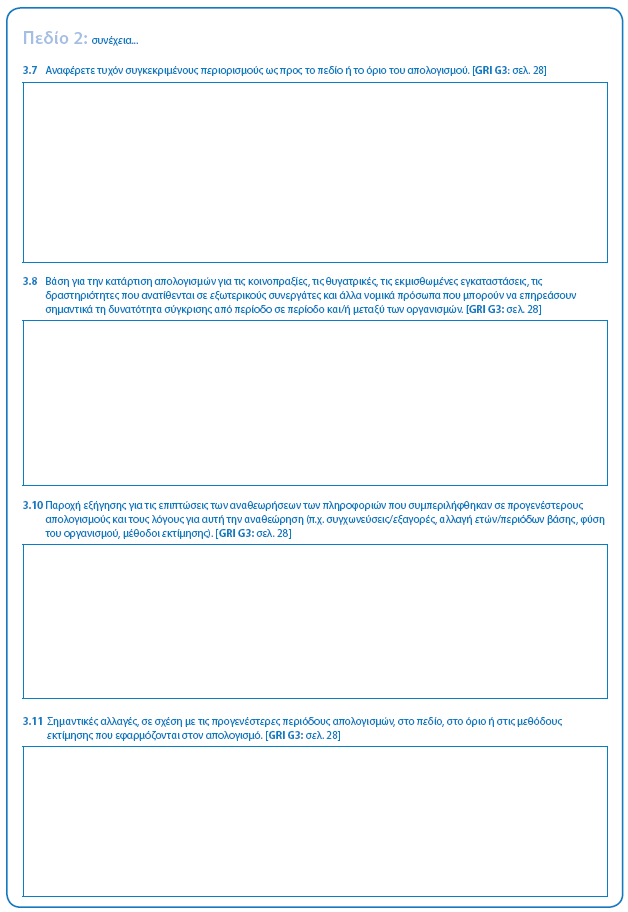 Πεδίο 2: συνέχεια...
3.7 Αναφέρετε τυχόν συγκεκριμένους περιορισμούς ως προς το πεδίο ή το όριο του απολογισμού. [GRI G3: σελ. 28]
3.8 Βάση για την κατάρτιση απολογισμών για τις κοινοπραξίες, τις θυγατρικές, τις εκμισθωμένες εγκαταστάσεις, τις
δραστηριότητες που ανατίθενται σε εξωτερικούς συνεργάτες και άλλα νομικά πρόσωπα που μπορούν να επηρεάσουν
σημαντικά τη δυνατότητα σύγκρισης από περίοδο σε περίοδο και/ή μεταξύ των οργανισμών. [GRI G3: σελ. 28]
3.10 Παροχή εξήγησης για τις επιπτώσεις των αναθεωρήσεων των πληροφοριών που συμπεριλήφθηκαν σε προγενέστερους
απολογισμούς και τους λόγους για αυτή την αναθεώρηση (π.χ. συγχωνεύσεις/εξαγορές, αλλαγή ετών/περιόδων βάσης, φύση
του οργανισμού, μέθοδοι εκτίμησης). [GRI G3: σελ. 28]
3.11 Σημαντικές αλλαγές, σε σχέση με τις προγενέστερες περιόδους απολογισμών, στο πεδίο, στο όριο ή στις μεθόδους
εκτίμησης που εφαρμόζονται στον απολογισμό. [GRI G3: σελ. 28]